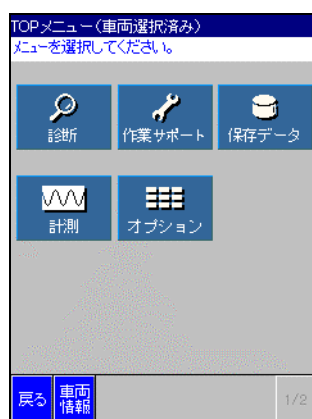 TOPメニュー(車両選択済み)
メニューを選択してください。
診断
作業サポート
保存データ
計測
オプション
戻る
車両
情報
1/2